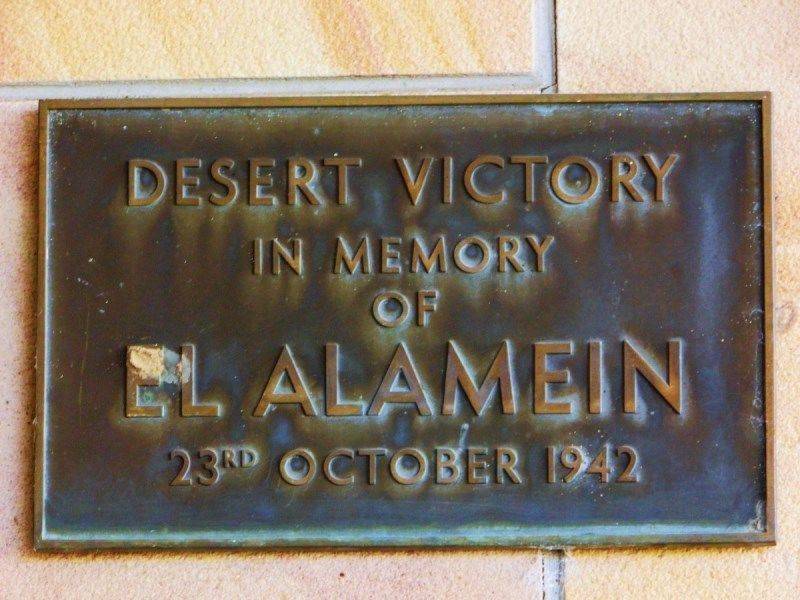 DESERT VICTORY
IN MEMORY
OF
EL ALAMEIN
23RD OCTOBER 1942